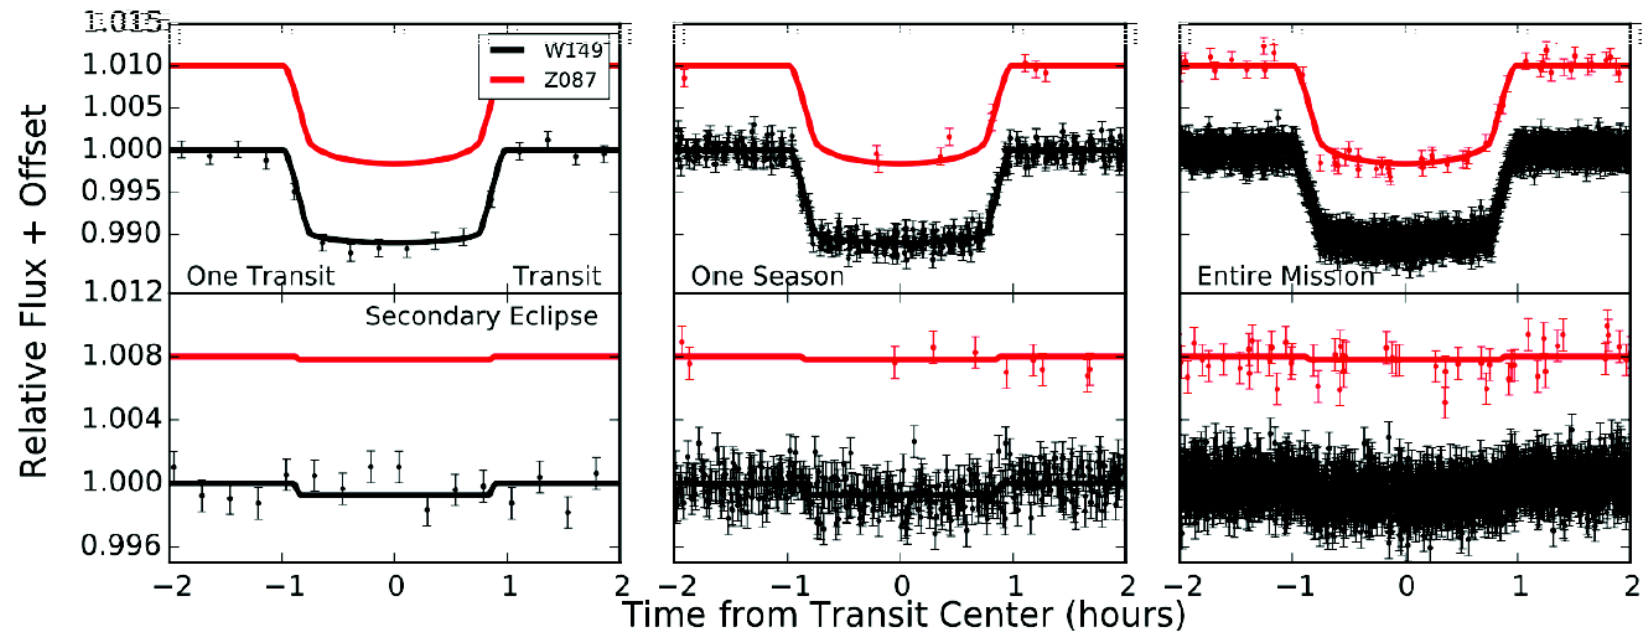 1.015
1.010
1.005
1.000
0.995
0.990
W149
Z087
One Transit
Transit
One Season
Entire Mission
1.012
1.008
1.004
1.000
0.996
Secondary Eclipse
Relative Flux + Offset
−2 −1 0 1 2
−2 −1 0 1 2
−2 −1 0 1 2
Time from Transit Center (hours)